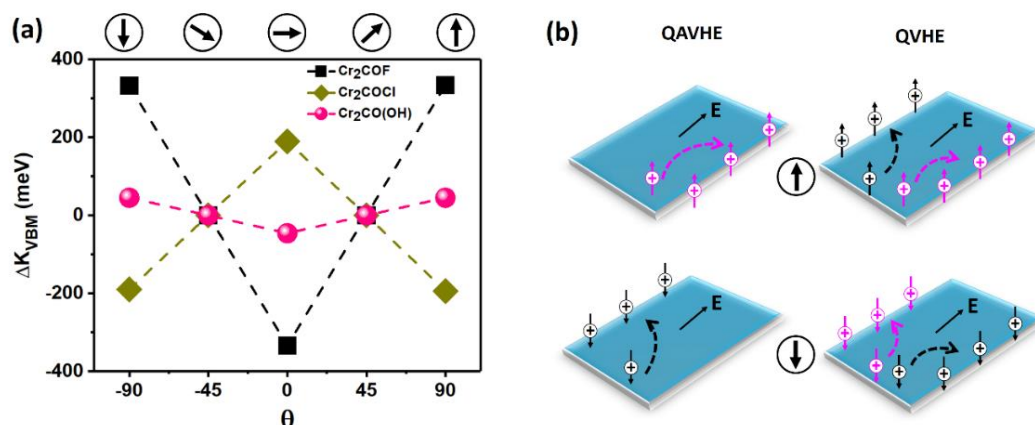 (a)
400
200
0
-200
-400
ΔK_VBM (meV)
Cr₂COF
Cr₂COCl
Cr₂CO(OH)
-90 -45 0 45 90
θ
(b)
QAVHE QVHE
E
+ + + +
E
+ + + + + + + +
E
+ + + +
E
+ + + + + + + +